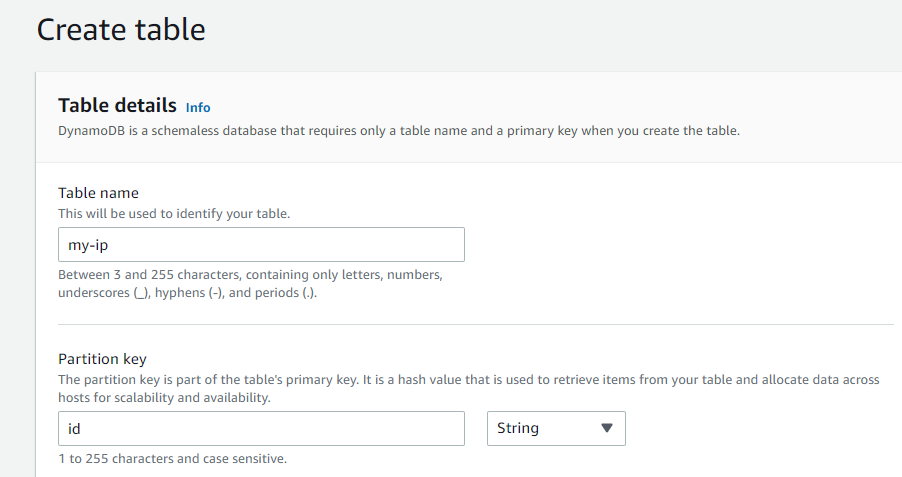 Create table
Table details Info
DynamoDB is a schemaless database that requires only a table name and a primary key when you create the table.
Table name
This will be used to identify your table.
my-ip
Between 3 and 255 characters, containing only letters, numbers,
underscores (_), hyphens (-), and periods (.).
Partition key
The partition key is part of the table's primary key. It is a hash value that is used to retrieve items from your table and allocate data across
hosts for scalability and availability.
id String
1 to 255 characters and case sensitive.